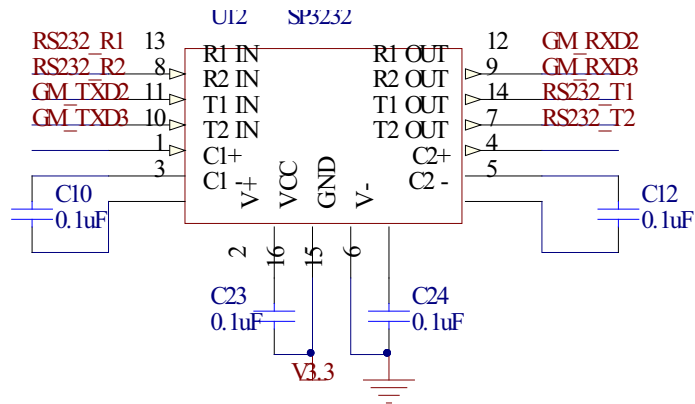 U12 SP3232
RS232_R1 13 R1 IN R1 OUT 12 GM_RXD2
RS232_R2 8 R2 IN R2 OUT 9 GM_RXD3
GM_TXD2 11 T1 IN T1 OUT 14 RS232_T1
GM_TXD3 10 T2 IN T2 OUT 7 RS232_T2
1 C1+ C2+ 4
3 C1 - C2 - 5
C10 V+ VCC GND V- C12
0.1uF 0.1uF
2 16 15 6
C23 C24
0.1uF 0.1uF
V3.3